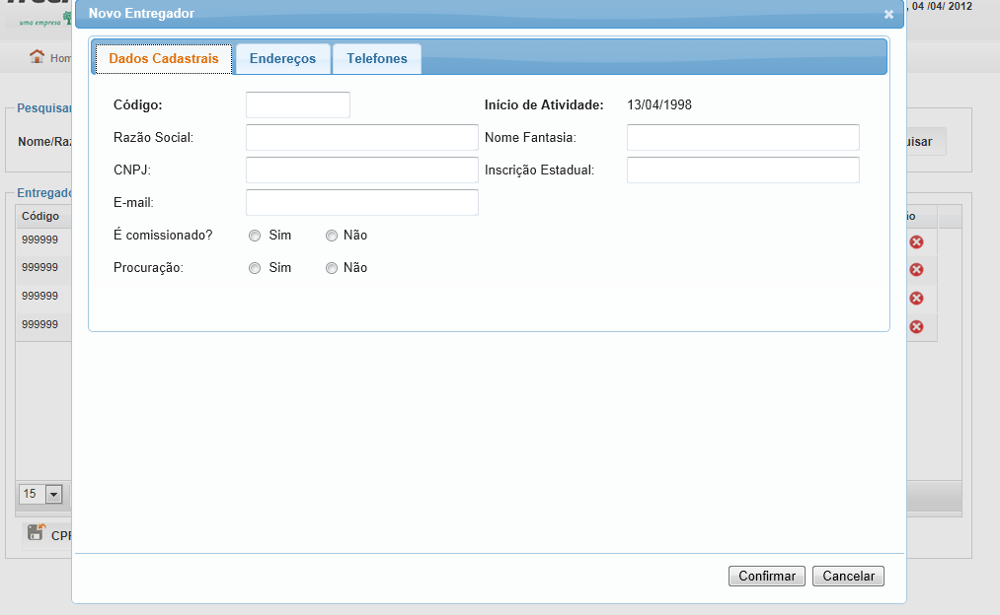 Novo Entregador
, 04 /04/ 2012
uma empresa
Hom
Dados Cadastrais Endereços Telefones
Código: Início de Atividade: 13/04/1998
Pesquisar
Razão Social: Nome Fantasia:
Nome/Raz uisar
CNPJ: Inscrição Estadual:
Entregado
E-mail:
Código ão
999999
É comissionado? Sim Não
999999
Procuração: Sim Não
999999
999999
15
CPF
Confirmar Cancelar